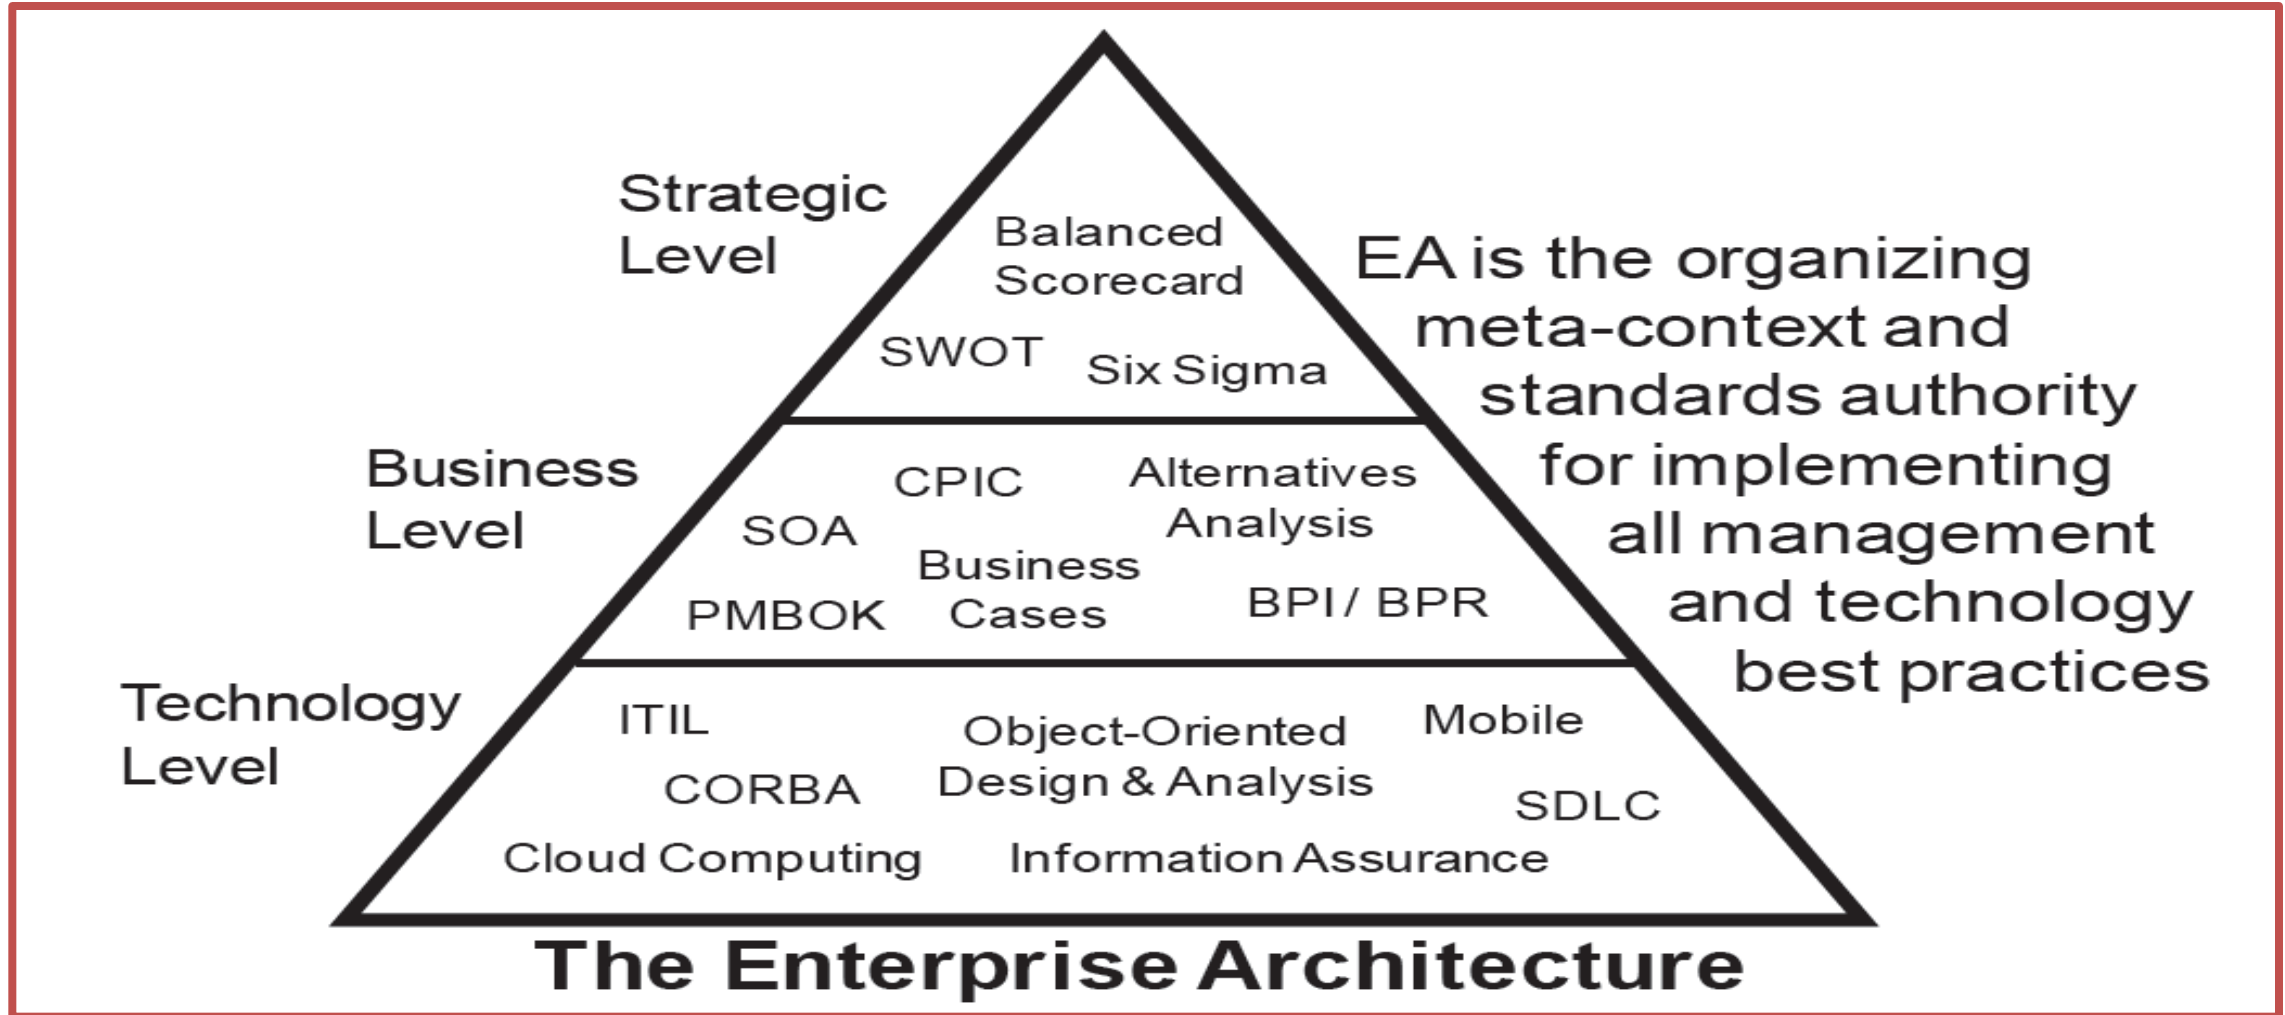 Strategic
Level
Balanced
Scorecard
SWOT
Six Sigma
EA is the organizing
meta-context and
standards authority
for implementing
all management
and technology
best practices
Business
Level
CPIC
Alternatives
Analysis
SOA
Business
Cases
PMBOK
BPI / BPR
Technology
Level
ITIL
Object-Oriented
Design & Analysis
Mobile
CORBA
SDLC
Cloud Computing
Information Assurance
The Enterprise Architecture